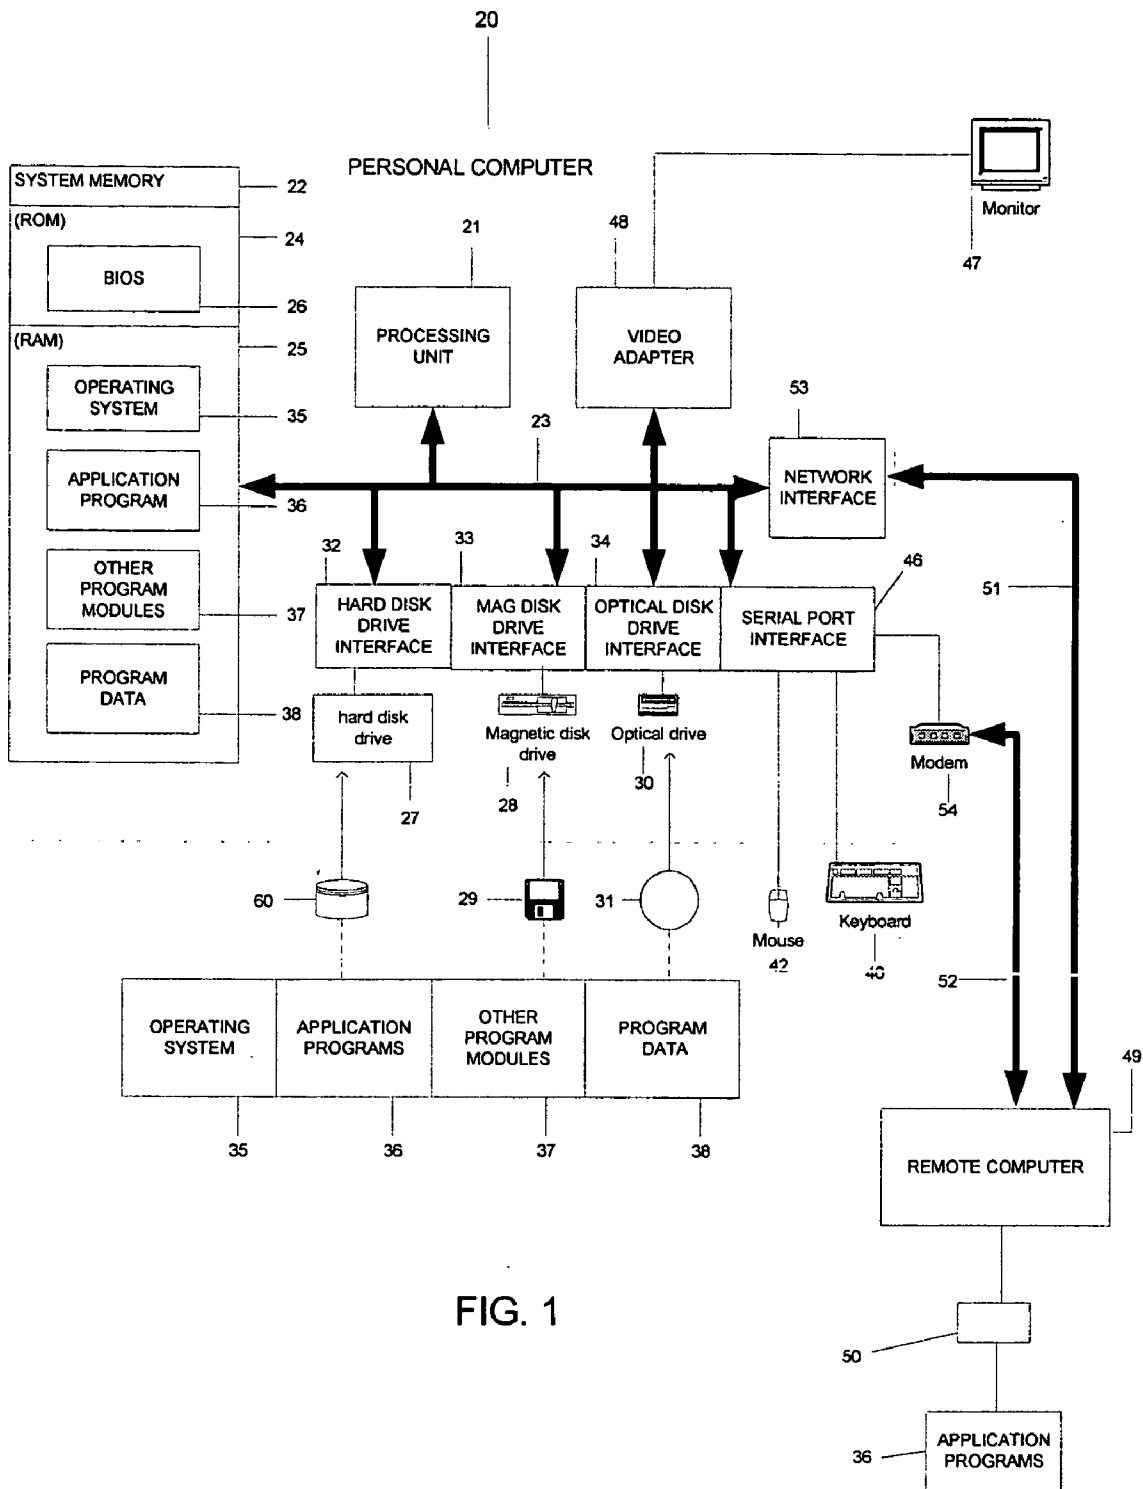 20
PERSONAL COMPUTER
Monitor
47
SYSTEM MEMORY
22
(ROM)
24
BIOS
26
(RAM)
25
OPERATING
SYSTEM
35
APPLICATION
PROGRAM
36
OTHER
PROGRAM
MODULES
37
PROGRAM
DATA
38
21
PROCESSING
UNIT
48
VIDEO
ADAPTER
23
53
NETWORK
INTERFACE
32
HARD DISK
DRIVE
INTERFACE
33
MAG DISK
DRIVE
INTERFACE
34
OPTICAL DISK
DRIVE
INTERFACE
46
SERIAL PORT
INTERFACE
51
hard disk
drive
27
Magnetic disk
drive
28
Optical drive
30
Modem
54
60
29
31
Mouse
42
Keyboard
40
52
OPERATING
SYSTEM
APPLICATION
PROGRAMS
OTHER
PROGRAM
MODULES
PROGRAM
DATA
35
36
37
38
49
REMOTE COMPUTER
FIG. 1
50
36
APPLICATION
PROGRAMS